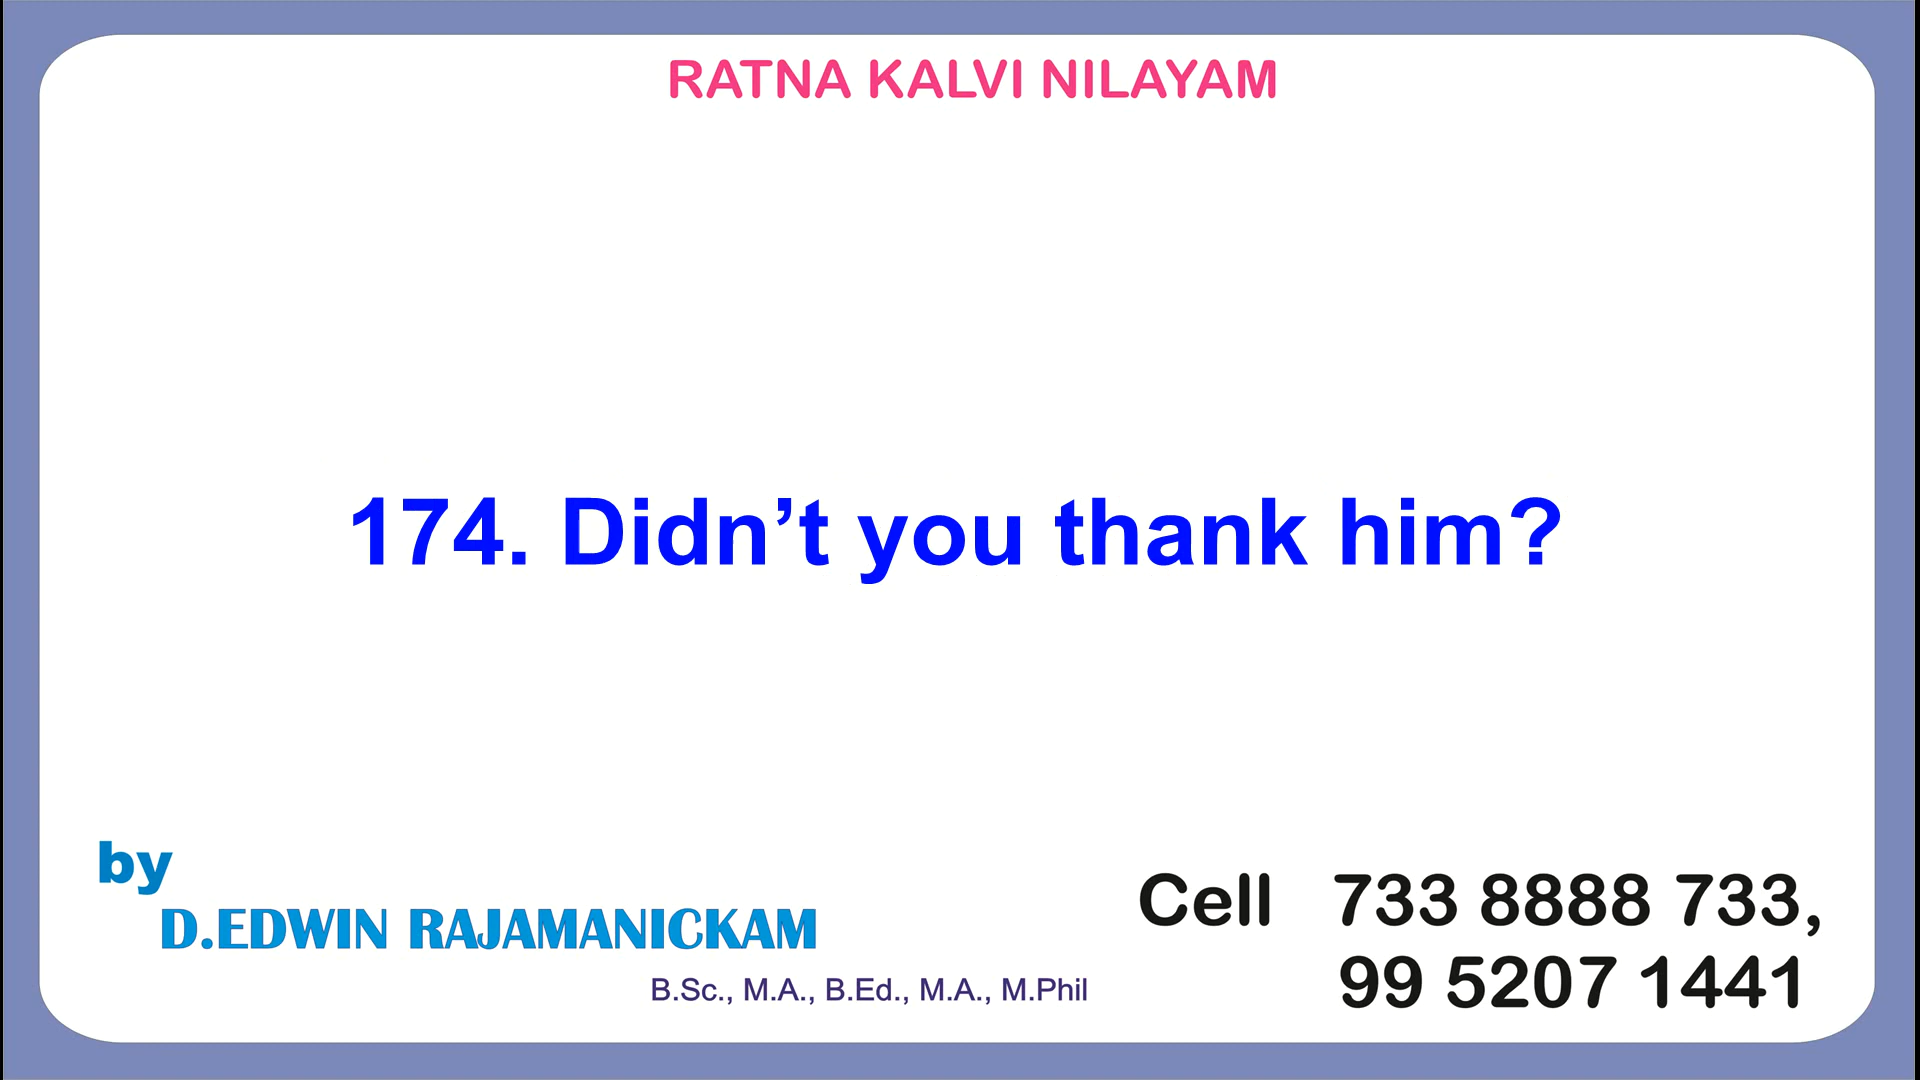 RATNA KALVI NILAYAM
174. Didn’t you thank him?
by
D.EDWIN RAJAMANICKAM
B.Sc., M.A., B.Ed., M.A., M.Phil
Cell 733 8888 733,
99 5207 1441